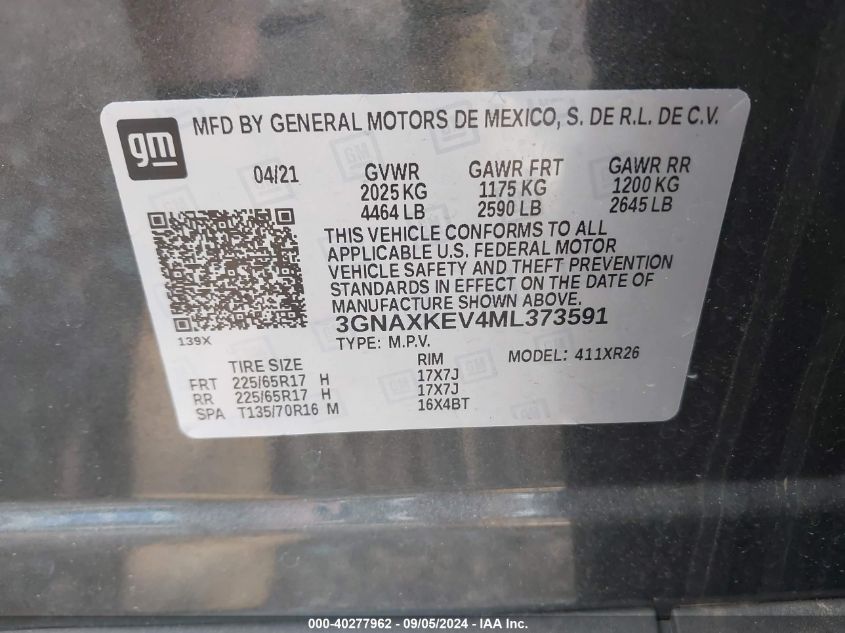 gm
MFD BY GENERAL MOTORS DE MEXICO, S. DE R.L. DE C.V.
04/21 GVWR GAWR FRT GAWR RR
2025 KG 1175 KG 1200 KG
4464 LB 2590 LB 2645 LB
THIS VEHICLE CONFORMS TO ALL
APPLICABLE U.S. FEDERAL MOTOR
VEHICLE SAFETY AND THEFT PREVENTION
STANDARDS IN EFFECT ON THE DATE OF
MANUFACTURE SHOWN ABOVE.
139X
3GNAXKEV4ML373591
TYPE: M.P.V. MODEL: 411XR26
TIRE SIZE RIM
FRT 225/65R17 H 17X7J
RR 225/65R17 H 17X7J
SPA T135/70R16 M 16X4BT
000-40277962 - 09/05/2024 - IAA Inc.